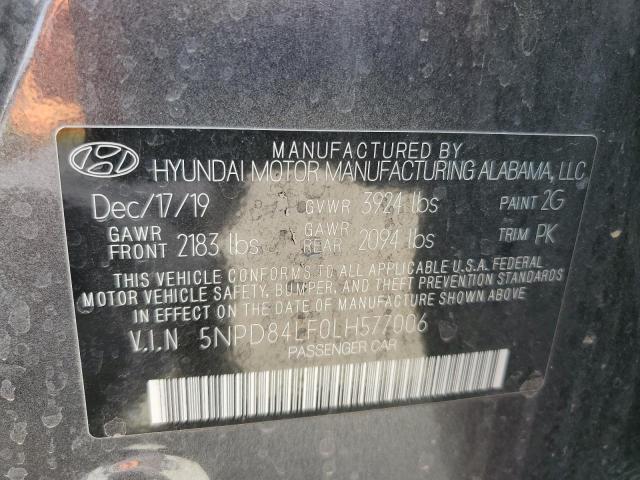 MANUFACTURED BY
HYUNDAI MOTOR MANUFACTURING ALABAMA, LLC
Dec/17/19 GVWR 3924 lbs PAINT 2G
GAWR FRONT 2183 lbs GAWR REAR 2094 lbs TRIM PK
THIS VEHICLE CONFORMS TO ALL APPLICABLE U.S.A. FEDERAL
MOTOR VEHICLE SAFETY, BUMPER, AND THEFT PREVENTION STANDARDS
IN EFFECT ON THE DATE OF MANUFACTURE SHOWN ABOVE
V.I.N 5NPD84LF0LH577006
PASSENGER CAR